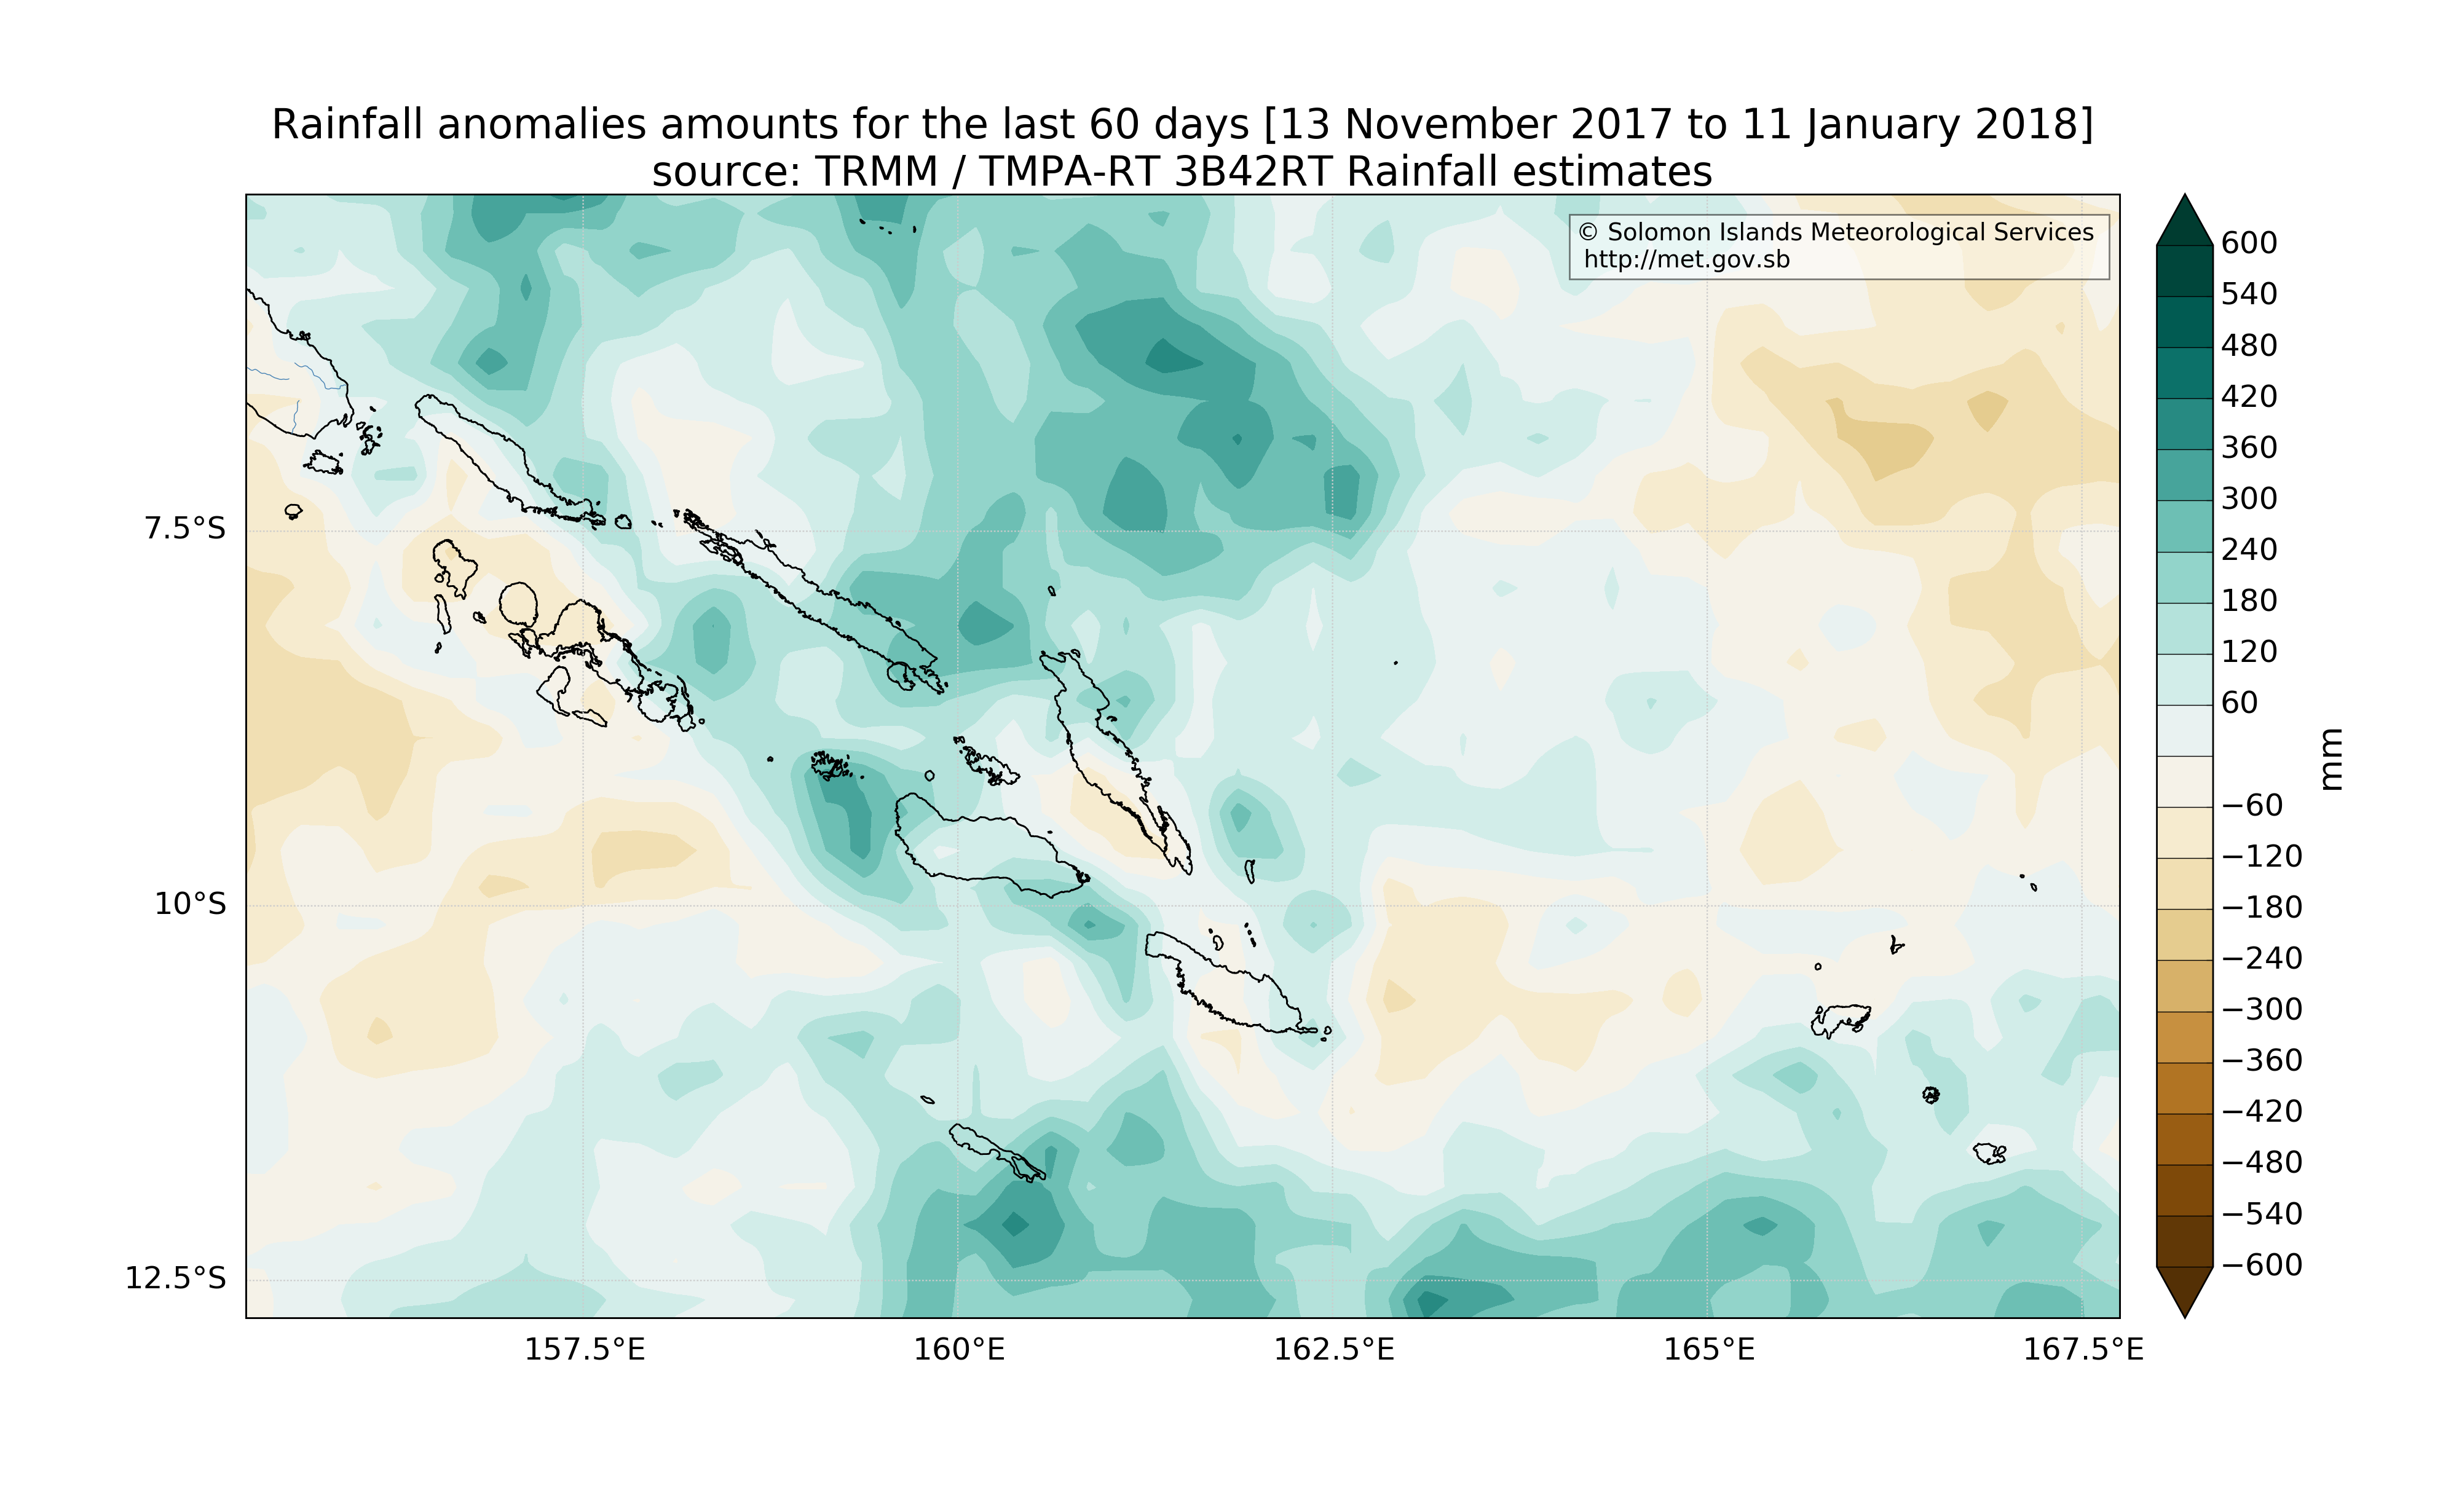 Rainfall anomalies amounts for the last 60 days [13 November 2017 to 11 January 2018]
source: TRMM / TMPA-RT 3B42RT Rainfall estimates
© Solomon Islands Meteorological Services
http://met.gov.sb
7.5°S
10°S
12.5°S
157.5°E
160°E
162.5°E
165°E
167.5°E
600
540
480
420
360
300
240
180
120
60
−60
−120
−180
−240
−300
−360
−420
−480
−540
−600
mm